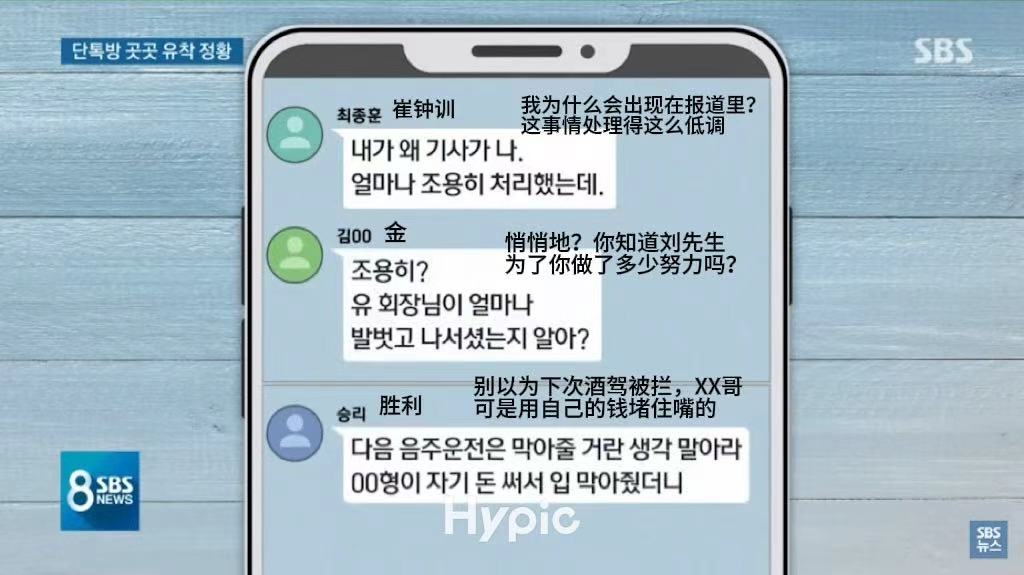 단톡방 곳곳 유착 정황
SBS
최종훈 崔钟训
我为什么会出现在报道里?
这事情处理得这么低调
내가 왜 기사가 나.
얼마나 조용히 처리했는데.
김00 金
悄悄地？你知道刘先生
为了你做了多少努力吗?
조용히?
유 회장님이 얼마나
발벗고 나서셨는지 알아?
别以为下次酒驾被拦，XX哥
可是用自己的钱堵住嘴的
승리 胜利
다음 음주운전은 막아줄 거란 생각 말아라
00형이 자기 돈 써서 입 막아줬더니
8 SBS
NEWS
Hypic
SBS
뉴스